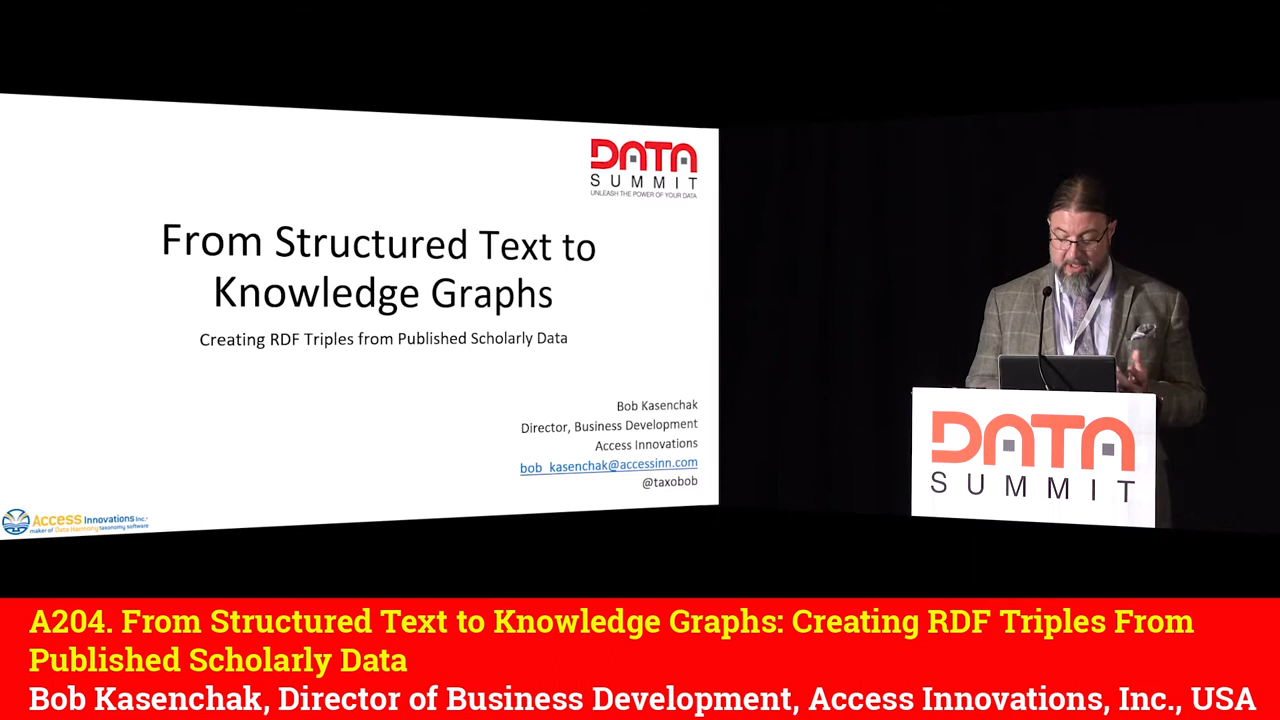 DATA
SUMMIT
UNLEASH THE POWER OF YOUR DATA
From Structured Text to
Knowledge Graphs
Creating RDF Triples from Published Scholarly Data
Bob Kasenchak
Director, Business Development
Access Innovations
bob_kasenchak@accessinn.com
@taxobob
Access Innovations Inc.
maker of Data Harmony taxonomy software
DATA
SUMMIT
A204. From Structured Text to Knowledge Graphs: Creating RDF Triples From
Published Scholarly Data
Bob Kasenchak, Director of Business Development, Access Innovations, Inc., USA